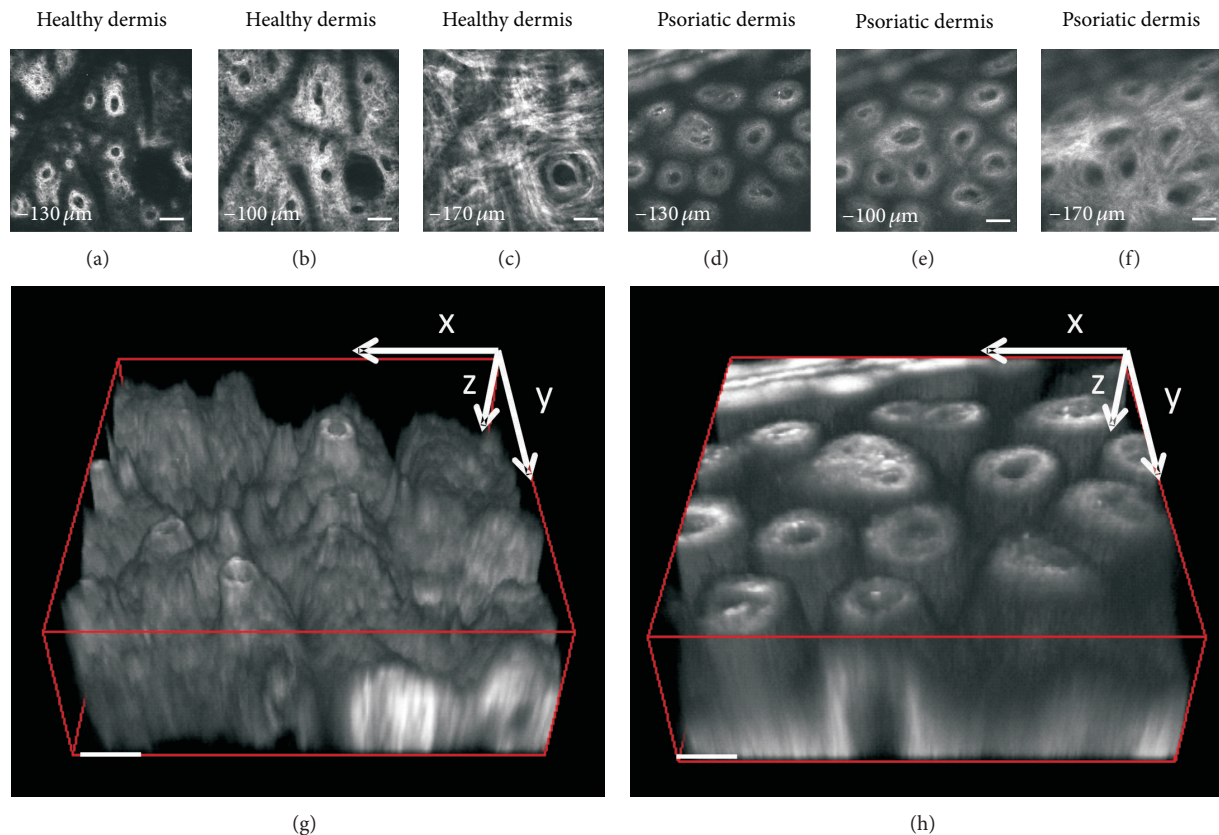 Healthy dermis Healthy dermis Healthy dermis Psoriatic dermis Psoriatic dermis Psoriatic dermis
−130 μm −100 μm −170 μm −130 μm −100 μm −170 μm
(a) (b) (c) (d) (e) (f)
x x
z y z y
(g) (h)